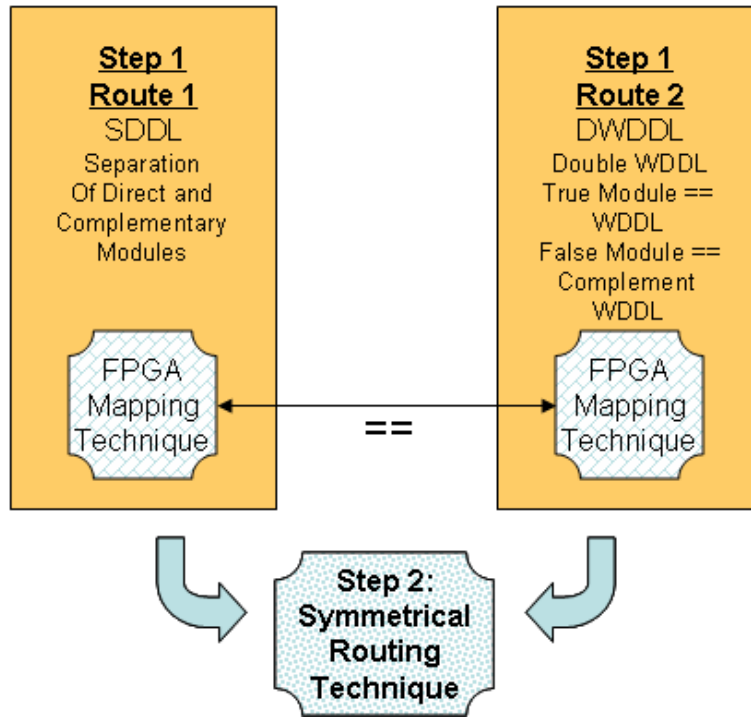 Step 1
Route 1
SDDL
Separation
Of Direct and
Complementary
Modules
FPGA
Mapping
Technique
Step 1
Route 2
DWDDL
Double WDDL
True Module ==
WDDL
False Module ==
Complement
WDDL
FPGA
Mapping
Technique
==
Step 2:
Symmetrical
Routing
Technique